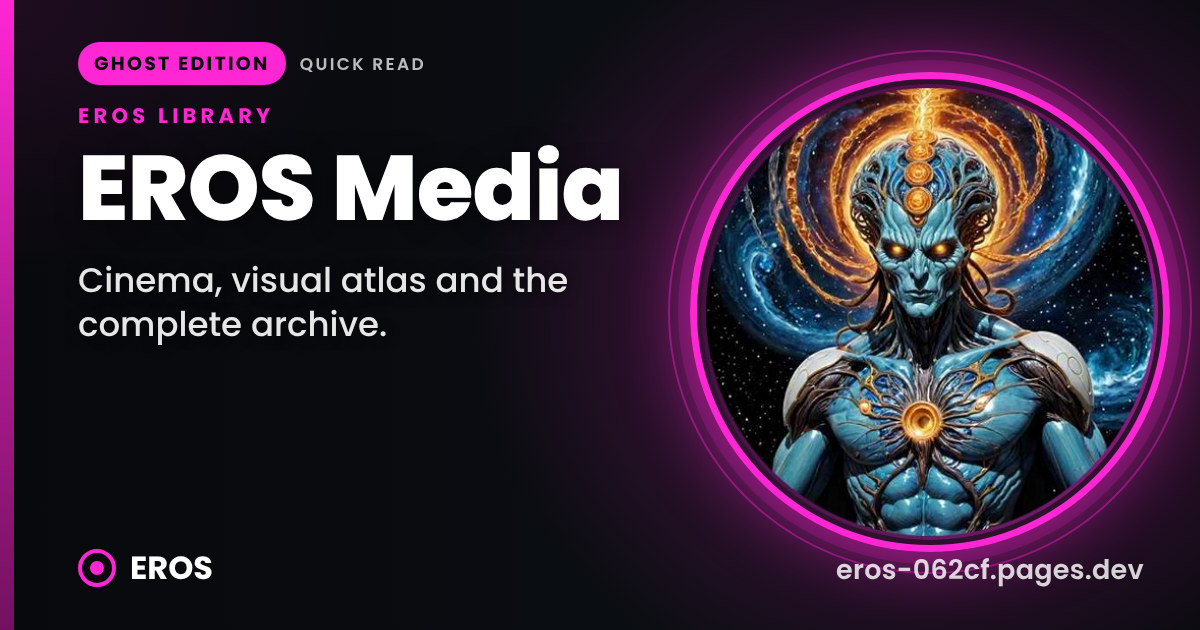 GHOST EDITION QUICK READ
EROS LIBRARY
EROS Media
Cinema, visual atlas and the
complete archive.
EROS
eros-062cf.pages.dev